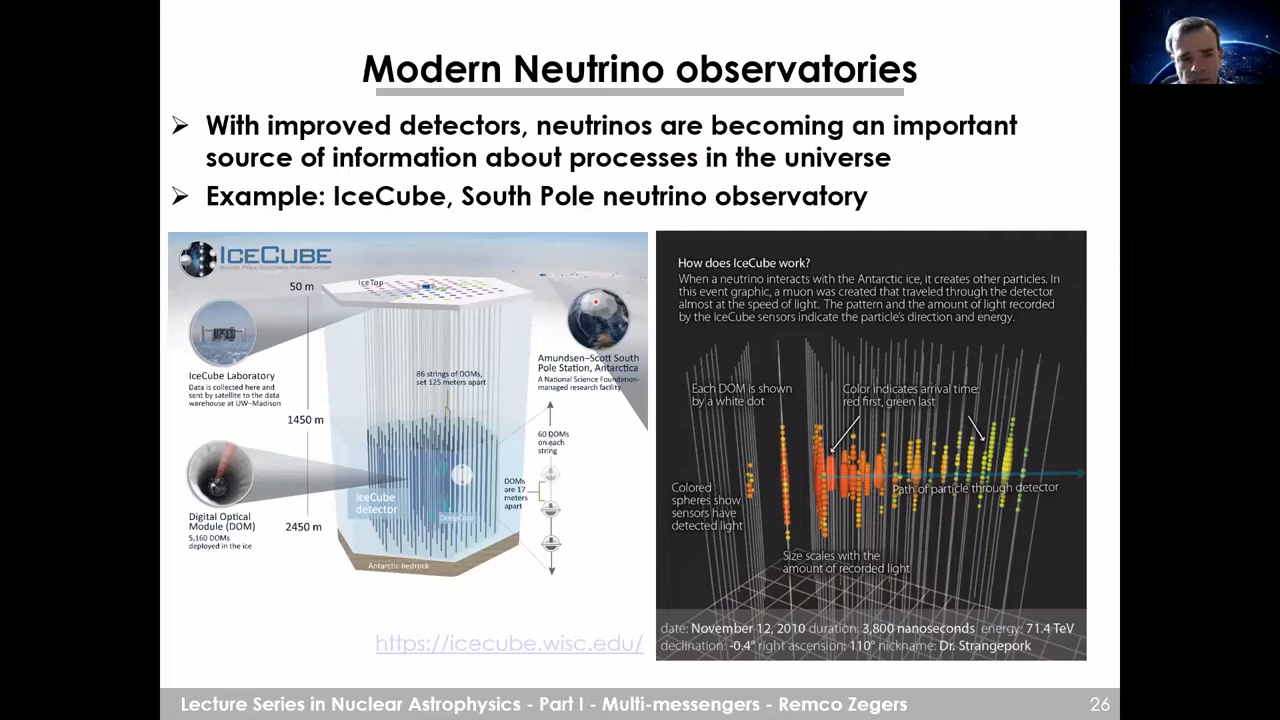 Modern Neutrino observatories
With improved detectors, neutrinos are becoming an important
source of information about processes in the universe
Example: IceCube, South Pole neutrino observatory
ICECUBE
50 m
IceTop
IceCube Laboratory
Data is collected here and
sent by satellite to the data
warehouse at UW–Madison
1450 m
Digital Optical
Module (DOM)
5,160 DOMs
deployed in the ice
2450 m
86 strings of DOMs,
set 125 meters apart
IceCube
detector
DeepCore
Antarctic bedrock
Amundsen–Scott South
Pole Station, Antarctica
A National Science Foundation-
managed research facility
60 DOMs
on each
string
DOMs
are 17
meters
apart
How does IceCube work?
When a neutrino interacts with the Antarctic ice, it creates other particles. In
this event graphic, a muon was created that traveled through the detector
almost at the speed of light. The pattern and the amount of light recorded
by the IceCube sensors indicate the particle's direction and energy.
Each DOM is shown
by a white dot
Color indicates arrival time:
red first, green last
Colored
spheres show
sensors have
detected light
Path of particle through detector
Size scales with the
amount of recorded light
date: November 12, 2010 duration: 3,800 nanoseconds energy: 71.4 TeV
declination: -0.4° right ascension: 110° nickname: Dr. Strangepork
https://icecube.wisc.edu/
Lecture Series in Nuclear Astrophysics - Part I - Multi-messengers - Remco Zegers
26